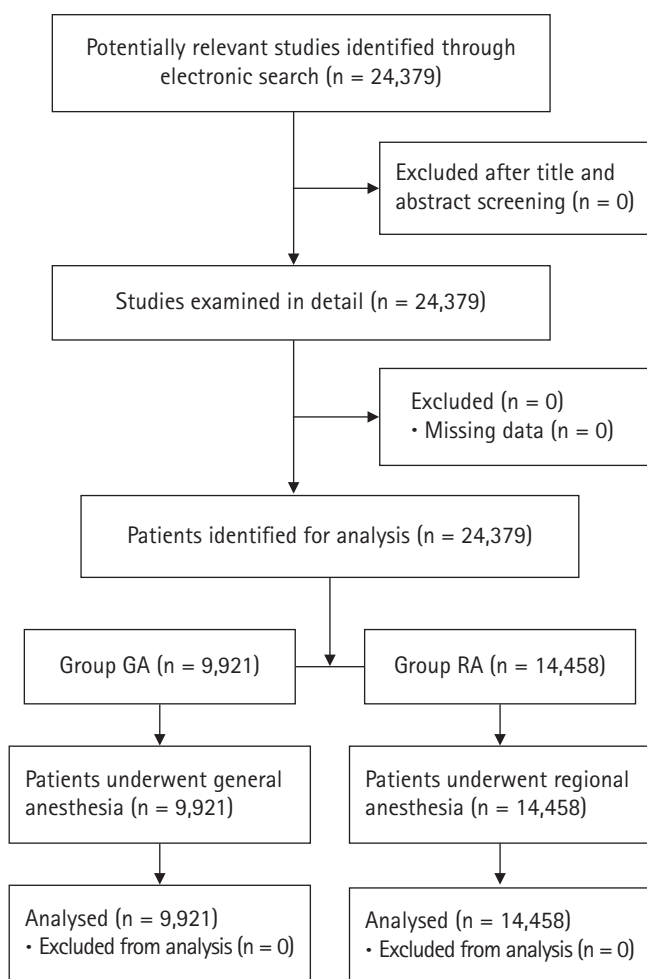 Potentially relevant studies identified through
electronic search (n = 24,379)
Excluded after title and
abstract screening (n = 0)
Studies examined in detail (n = 24,379)
Excluded (n = 0)
• Missing data (n = 0)
Patients identified for analysis (n = 24,379)
Group GA (n = 9,921)
Group RA (n = 14,458)
Patients underwent general
anesthesia (n = 9,921)
Patients underwent regional
anesthesia (n = 14,458)
Analysed (n = 9,921)
• Excluded from analysis (n = 0)
Analysed (n = 14,458)
• Excluded from analysis (n = 0)